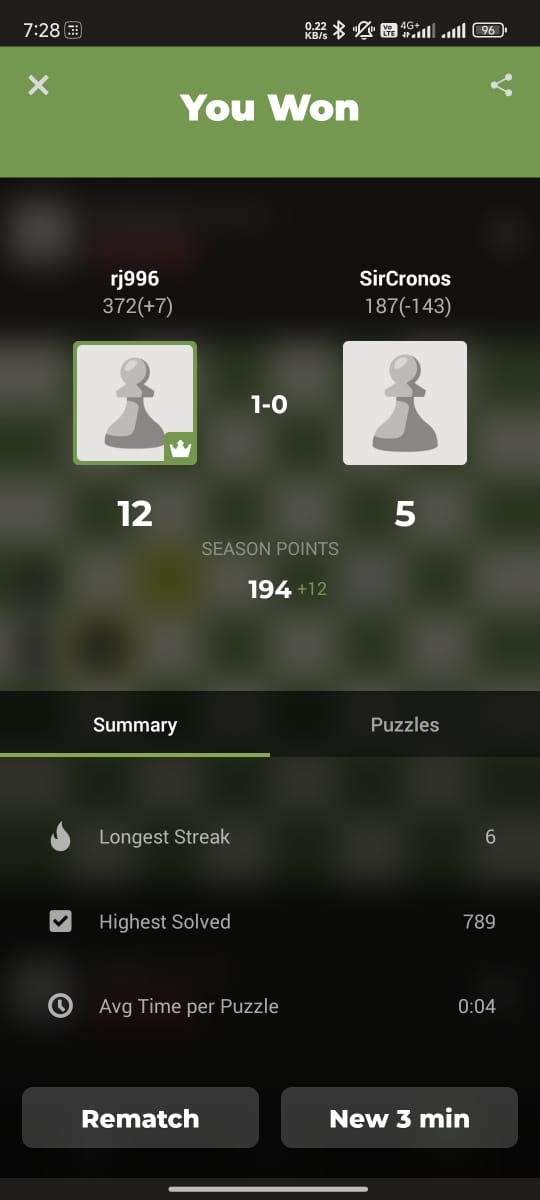 7:28
0.22
KB/s
Vo
LTE
4G+
96
You Won
rj996
SirCronos
372(+7)
187(-143)
1-0
12
5
SEASON POINTS
194 +12
Summary
Puzzles
Longest Streak
6
Highest Solved
789
Avg Time per Puzzle
0:04
Rematch
New 3 min